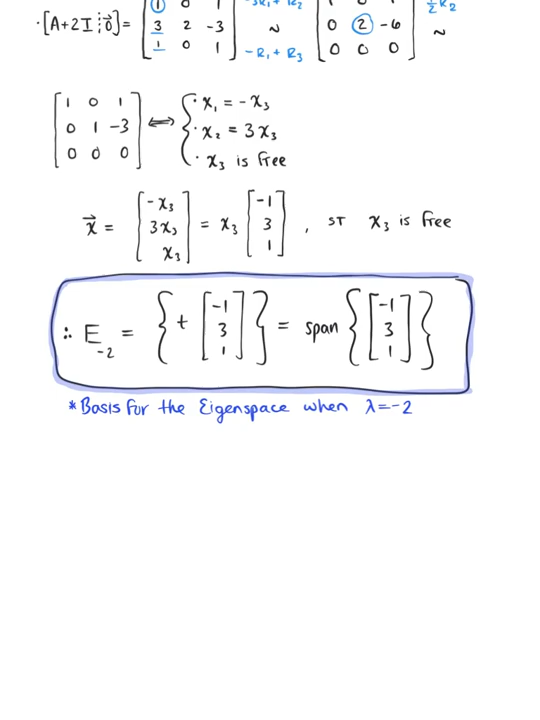 ·[A+2I ⋮ 0⃗] = [1 0 1; 3 2 -3; 1 0 1] -3R₁+R₂ -R₁+R₃ ~ [1 0 1; 0 2 -6; 0 0 0] ½R₂ ~
[1 0 1; 0 1 -3; 0 0 0] ⟺ { · x₁ = -x₃
· x₂ = 3x₃
· x₃ is free
x⃗ = [-x₃; 3x₃; x₃] = x₃ [-1; 3; 1] , ST x₃ is free
∴ E₋₂ = { t [-1; 3; 1] } = span { [-1; 3; 1] }
*Basis for the Eigenspace when λ=-2